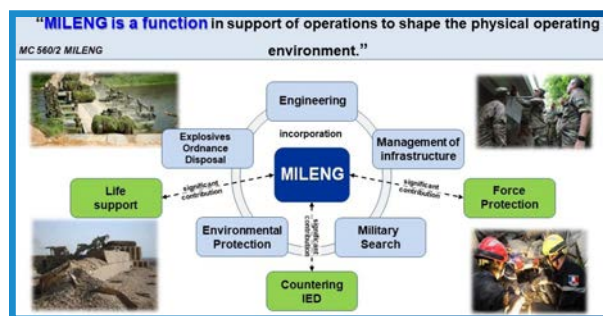 “MILENG is a function in support of operations to shape the physical operating
environment.”
MC 560/2 MILENG
Engineering
incorporation
Explosives
Ordnance
Disposal
Management of
infrastructure
MILENG
Life
support
significant
contribution
significant
contribution
Force
Protection
Environmental
Protection
significant
contribution
Military
Search
Countering
IED